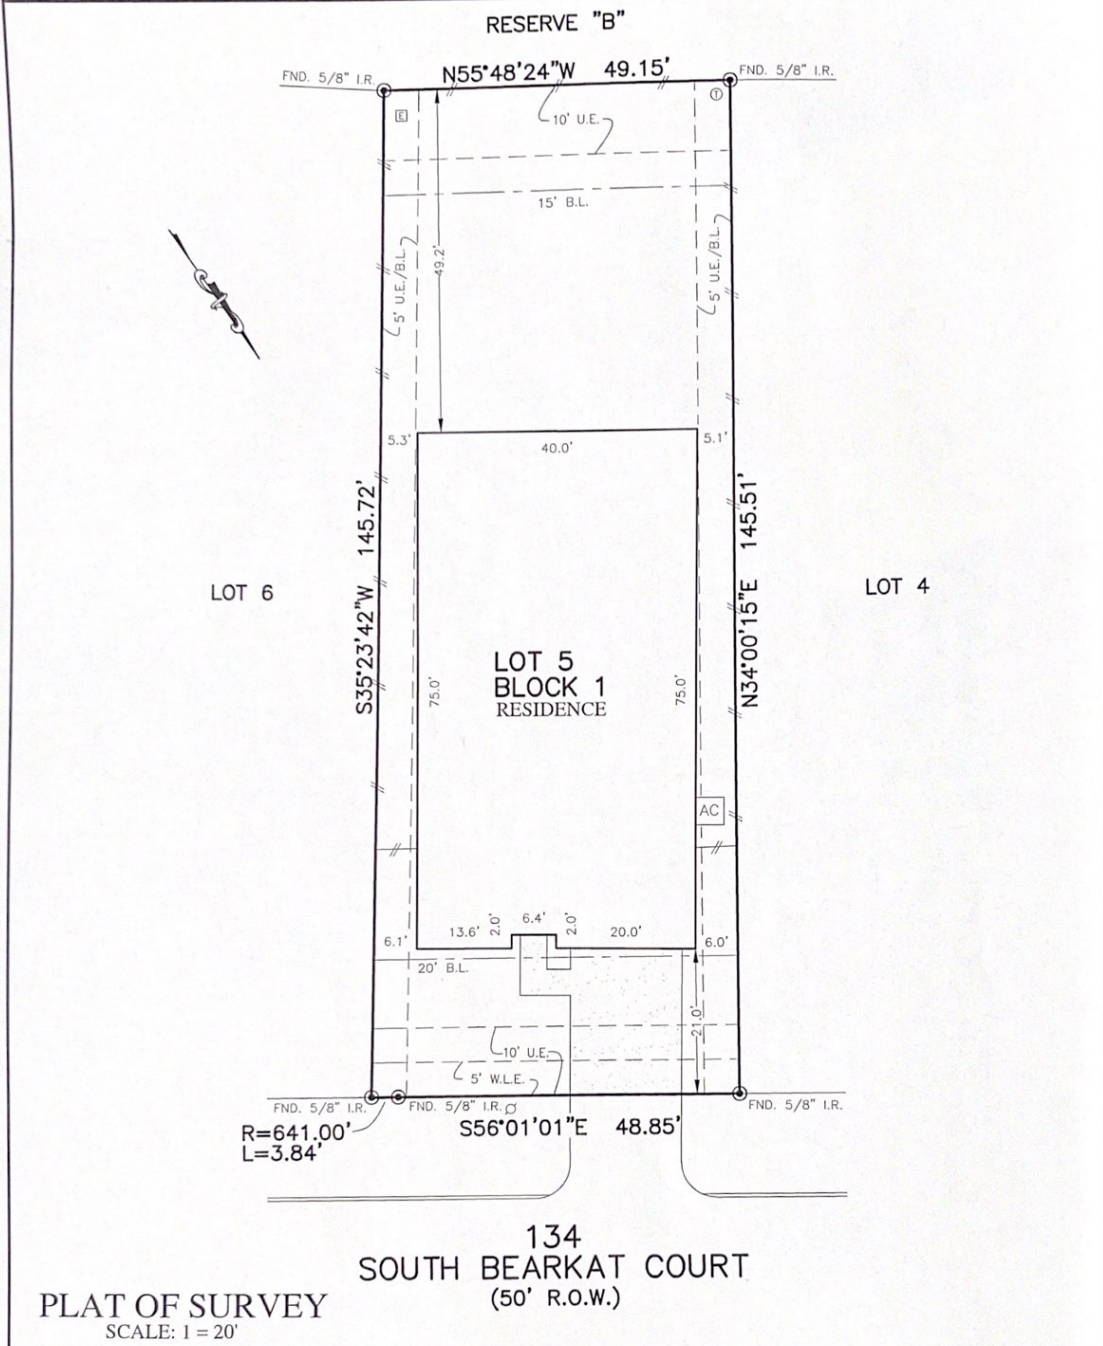 RESERVE "B"
FND. 5/8" I.R.
N55°48'24"W 49.15'
FND. 5/8" I.R.
E
T
10' U.E.
15' B.L.
5' U.E./B.L.
49.2'
5' U.E./B.L.
5.3'
40.0'
5.1'
S35°23'42"W 145.72'
N34°00'15"E 145.51'
LOT 6
LOT 4
LOT 5
BLOCK 1
RESIDENCE
75.0'
75.0'
AC
6.1'
13.6'
2.0'
6.4'
2.0'
20.0'
6.0'
20' B.L.
21.0'
10' U.E.
5' W.L.E.
FND. 5/8" I.R.
FND. 5/8" I.R.
FND. 5/8" I.R.
R=641.00'
L=3.84'
S56°01'01"E 48.85'
134
SOUTH BEARKAT COURT
(50' R.O.W.)
PLAT OF SURVEY
SCALE: 1 = 20'